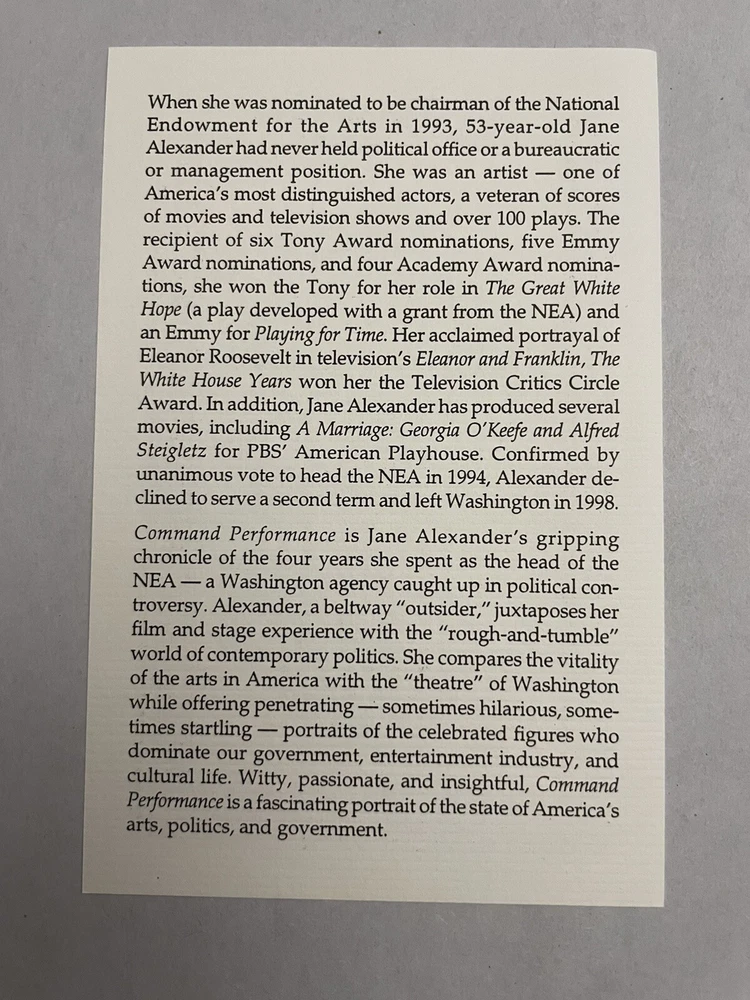 When she was nominated to be chairman of the National
Endowment for the Arts in 1993, 53-year-old Jane
Alexander had never held political office or a bureaucratic
or management position. She was an artist — one of
America's most distinguished actors, a veteran of scores
of movies and television shows and over 100 plays. The
recipient of six Tony Award nominations, five Emmy
Award nominations, and four Academy Award nomina-
tions, she won the Tony for her role in The Great White
Hope (a play developed with a grant from the NEA) and
an Emmy for Playing for Time. Her acclaimed portrayal of
Eleanor Roosevelt in television's Eleanor and Franklin, The
White House Years won her the Television Critics Circle
Award. In addition, Jane Alexander has produced several
movies, including A Marriage: Georgia O'Keefe and Alfred
Steigletz for PBS' American Playhouse. Confirmed by
unanimous vote to head the NEA in 1994, Alexander de-
clined to serve a second term and left Washington in 1998.
Command Performance is Jane Alexander's gripping
chronicle of the four years she spent as the head of the
NEA — a Washington agency caught up in political con-
troversy. Alexander, a beltway “outsider,” juxtaposes her
film and stage experience with the “rough-and-tumble”
world of contemporary politics. She compares the vitality
of the arts in America with the “theatre” of Washington
while offering penetrating — sometimes hilarious, some-
times startling — portraits of the celebrated figures who
dominate our government, entertainment industry, and
cultural life. Witty, passionate, and insightful, Command
Performance is a fascinating portrait of the state of America's
arts, politics, and government.